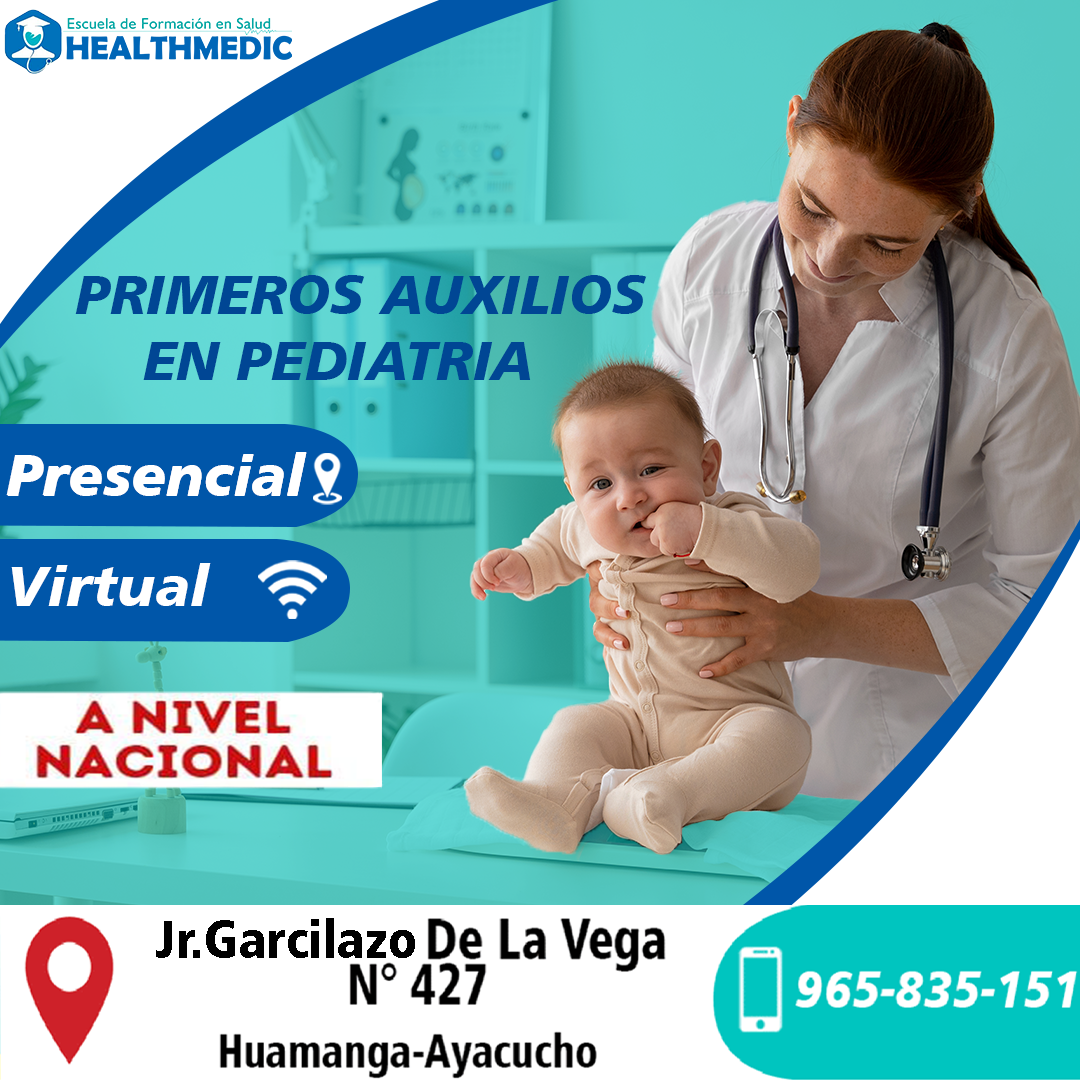 Escuela de Formación en Salud
HEALTHMEDIC
PRIMEROS AUXILIOS
EN PEDIATRIA
Presencial
Virtual
A NIVEL
NACIONAL
Jr.Garcilazo De La Vega
N° 427
Huamanga-Ayacucho
965-835-151